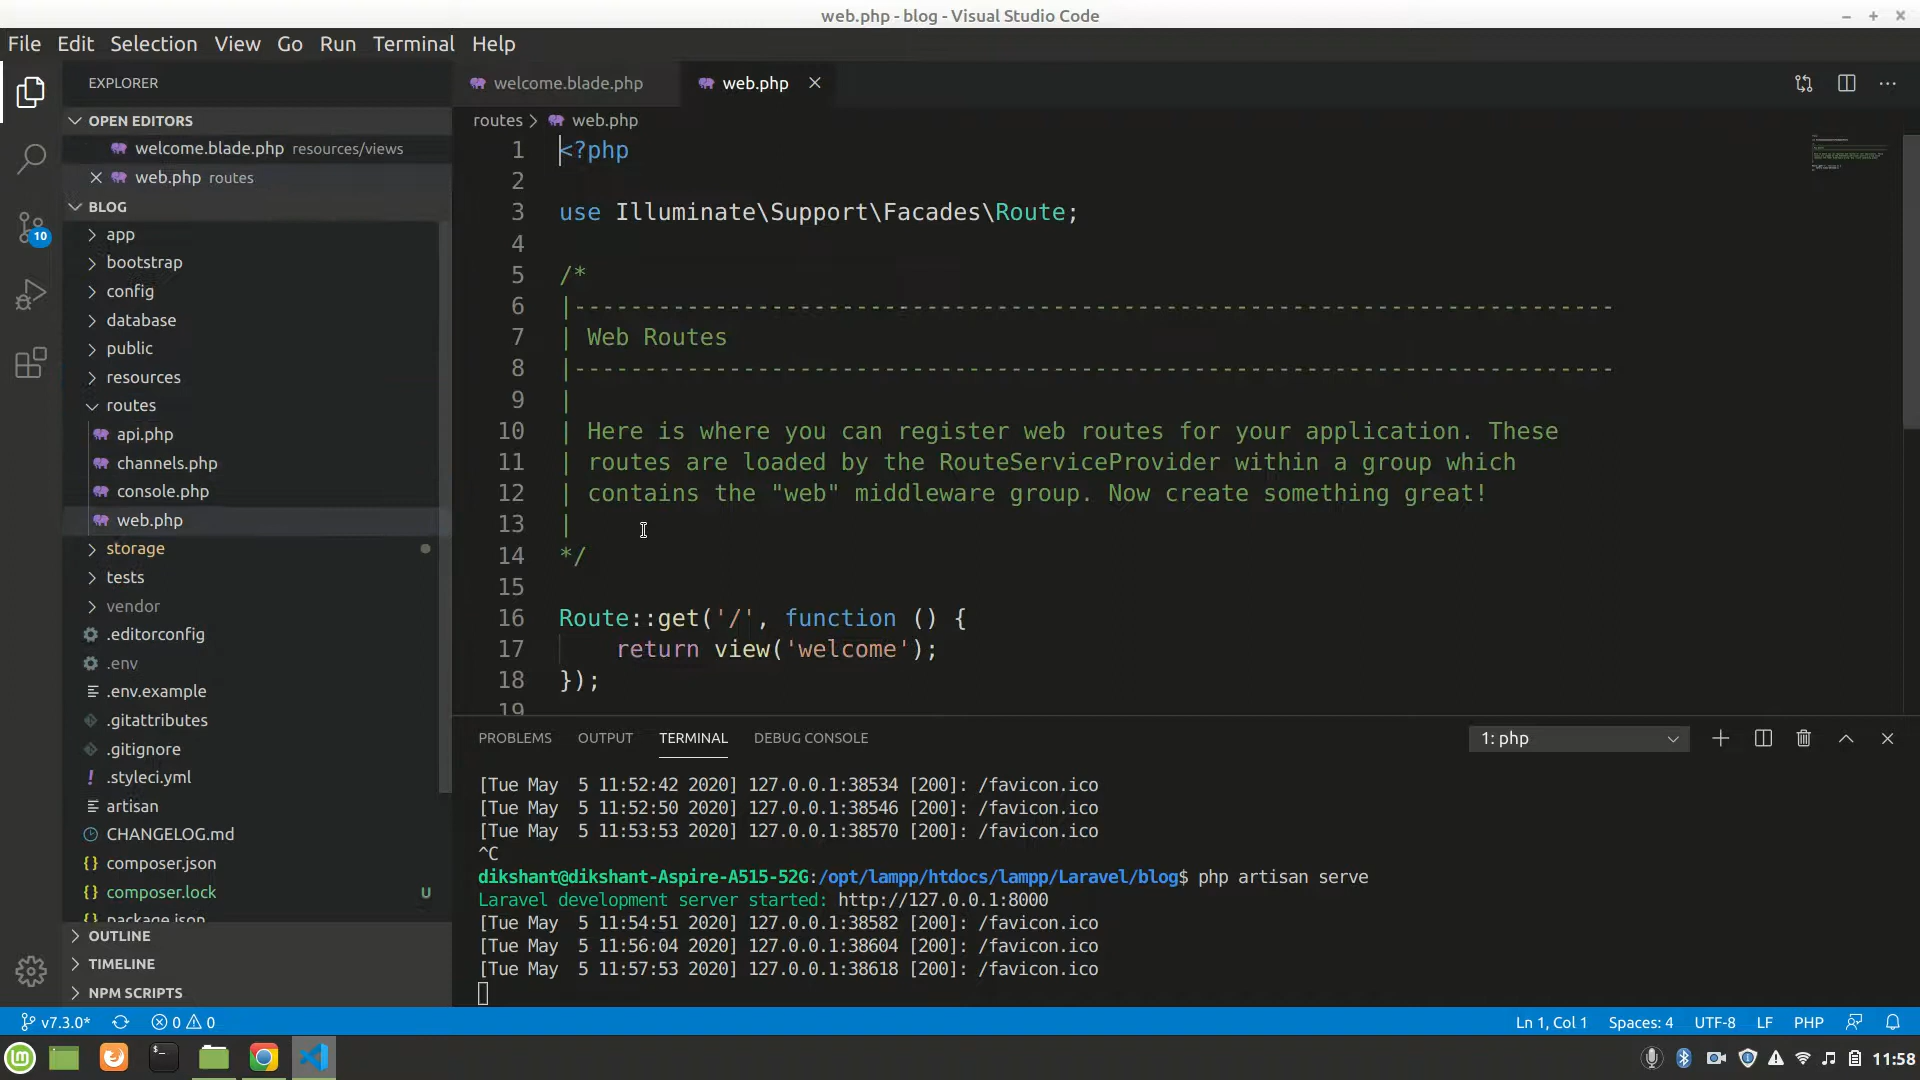 web.php - blog - Visual Studio Code
File Edit Selection View Go Run Terminal Help
EXPLORER
OPEN EDITORS
welcome.blade.php resources/views
web.php routes
BLOG
app
bootstrap
config
database
public
resources
routes
api.php
channels.php
console.php
web.php
storage
tests
vendor
.editorconfig
.env
.env.example
.gitattributes
.gitignore
.styleci.yml
artisan
CHANGELOG.md
composer.json
composer.lock U
package.json
OUTLINE
TIMELINE
NPM SCRIPTS
10
welcome.blade.php web.php
routes > web.php
1 <?php
2
3 use Illuminate\Support\Facades\Route;
4
5 /*
6 |--------------------------------------------------------------------------
7 | Web Routes
8 |--------------------------------------------------------------------------
9 |
10 | Here is where you can register web routes for your application. These
11 | routes are loaded by the RouteServiceProvider within a group which
12 | contains the "web" middleware group. Now create something great!
13 |
14 */
15
16 Route::get('/', function () {
17     return view('welcome');
18 });
19
PROBLEMS OUTPUT TERMINAL DEBUG CONSOLE 1: php
[Tue May  5 11:52:42 2020] 127.0.0.1:38534 [200]: /favicon.ico
[Tue May  5 11:52:50 2020] 127.0.0.1:38546 [200]: /favicon.ico
[Tue May  5 11:53:53 2020] 127.0.0.1:38570 [200]: /favicon.ico
^C
dikshant@dikshant-Aspire-A515-52G:/opt/lampp/htdocs/lampp/Laravel/blog$ php artisan serve
Laravel development server started: http://127.0.0.1:8000
[Tue May  5 11:54:51 2020] 127.0.0.1:38582 [200]: /favicon.ico
[Tue May  5 11:56:04 2020] 127.0.0.1:38604 [200]: /favicon.ico
[Tue May  5 11:57:53 2020] 127.0.0.1:38618 [200]: /favicon.ico
v7.3.0* 0 0 Ln 1, Col 1 Spaces: 4 UTF-8 LF PHP
11:58